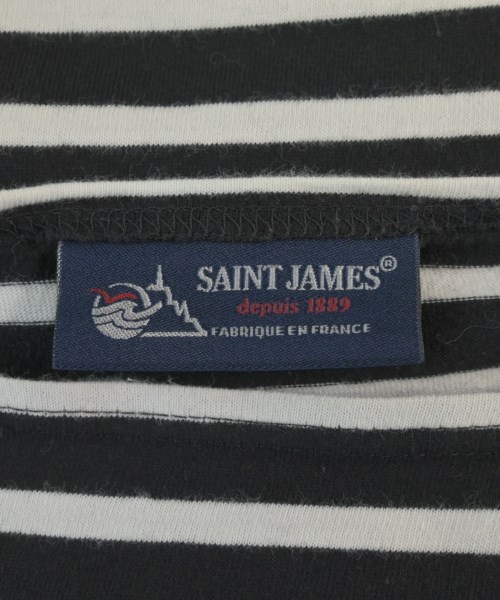 SAINT JAMES®
depuis 1889
FABRIQUE EN FRANCE